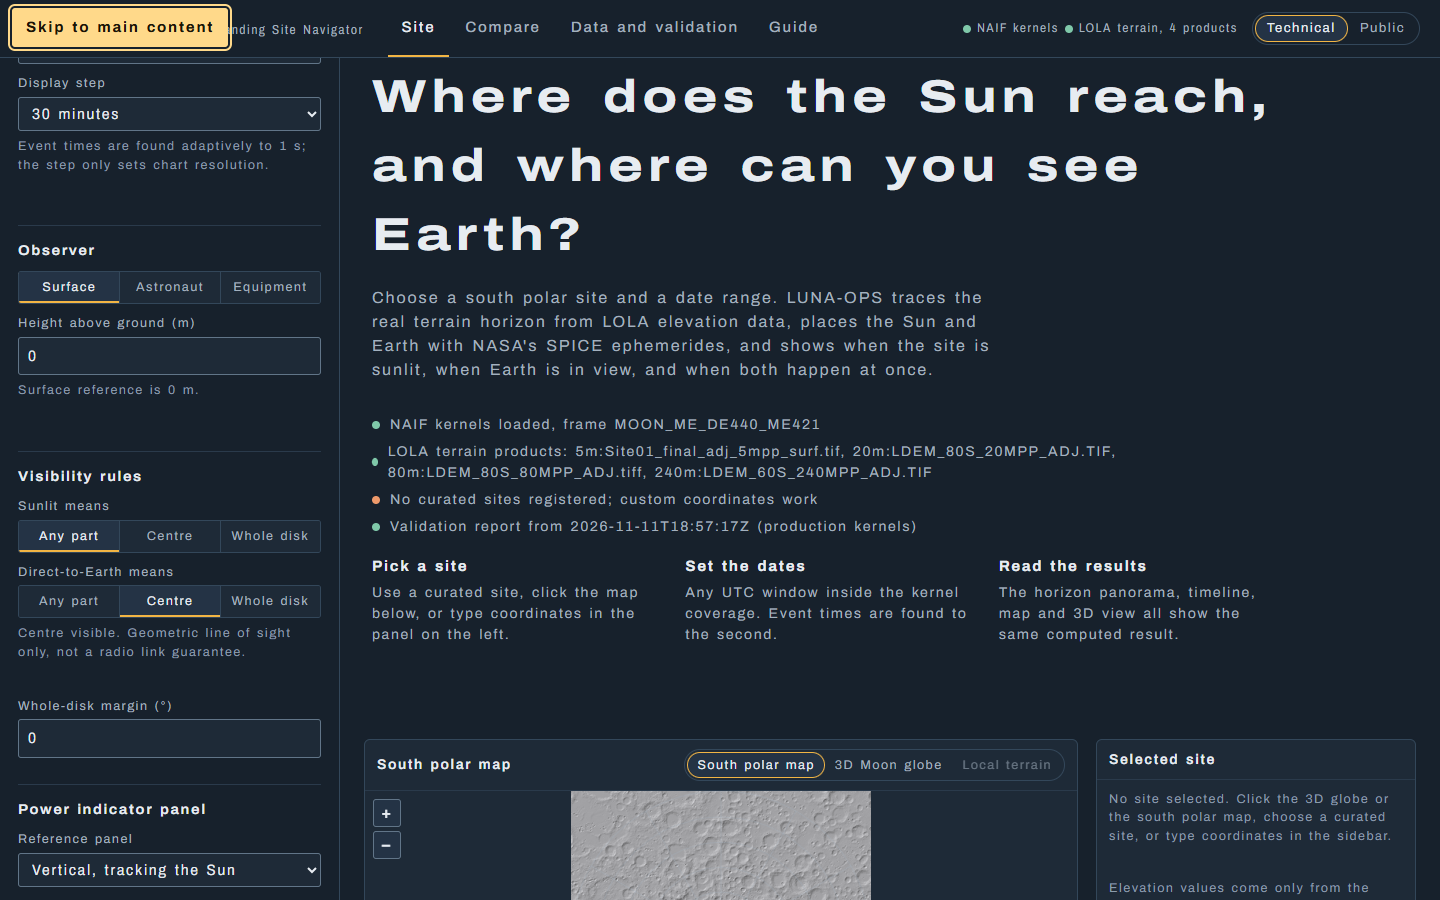 Skip to main content
nding Site Navigator
Site
Compare
Data and validation
Guide
NAIF kernels
LOLA terrain, 4 products
Technical
Public
Display step
30 minutes
Event times are found adaptively to 1 s;
the step only sets chart resolution.
Observer
Surface
Astronaut
Equipment
Height above ground (m)
0
Surface reference is 0 m.
Visibility rules
Sunlit means
Any part
Centre
Whole disk
Direct-to-Earth means
Any part
Centre
Whole disk
Centre visible. Geometric line of sight
only, not a radio link guarantee.
Whole-disk margin (°)
0
Power indicator panel
Reference panel
Vertical, tracking the Sun
Where does the Sun reach,
and where can you see
Earth?
Choose a south polar site and a date range. LUNA-OPS traces the
real terrain horizon from LOLA elevation data, places the Sun and
Earth with NASA's SPICE ephemerides, and shows when the site is
sunlit, when Earth is in view, and when both happen at once.
NAIF kernels loaded, frame MOON_ME_DE440_ME421
LOLA terrain products: 5m:Site01_final_adj_5mpp_surf.tif, 20m:LDEM_80S_20MPP_ADJ.TIF,
80m:LDEM_80S_80MPP_ADJ.tiff, 240m:LDEM_60S_240MPP_ADJ.TIF
No curated sites registered; custom coordinates work
Validation report from 2026-11-11T18:57:17Z (production kernels)
Pick a site
Use a curated site, click the map
below, or type coordinates in the
panel on the left.
Set the dates
Any UTC window inside the kernel
coverage. Event times are found to
the second.
Read the results
The horizon panorama, timeline,
map and 3D view all show the
same computed result.
South polar map
South polar map
3D Moon globe
Local terrain
+
−
Selected site
No site selected. Click the 3D globe or
the south polar map, choose a curated
site, or type coordinates in the sidebar.
Elevation values come only from the